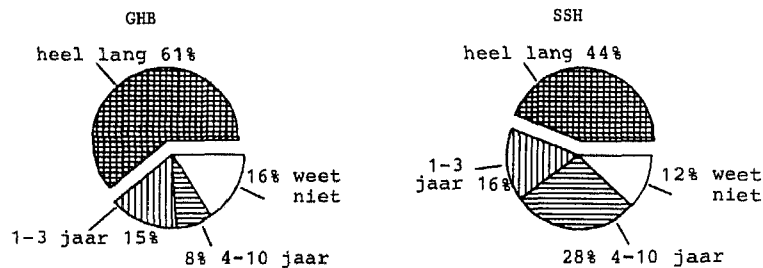 GHB
heel lang 61%
16% weet
niet
1-3 jaar 15%
8% 4-10 jaar
SSH
heel lang 44%
1-3
jaar 16%
12% weet
niet
28% 4-10 jaar